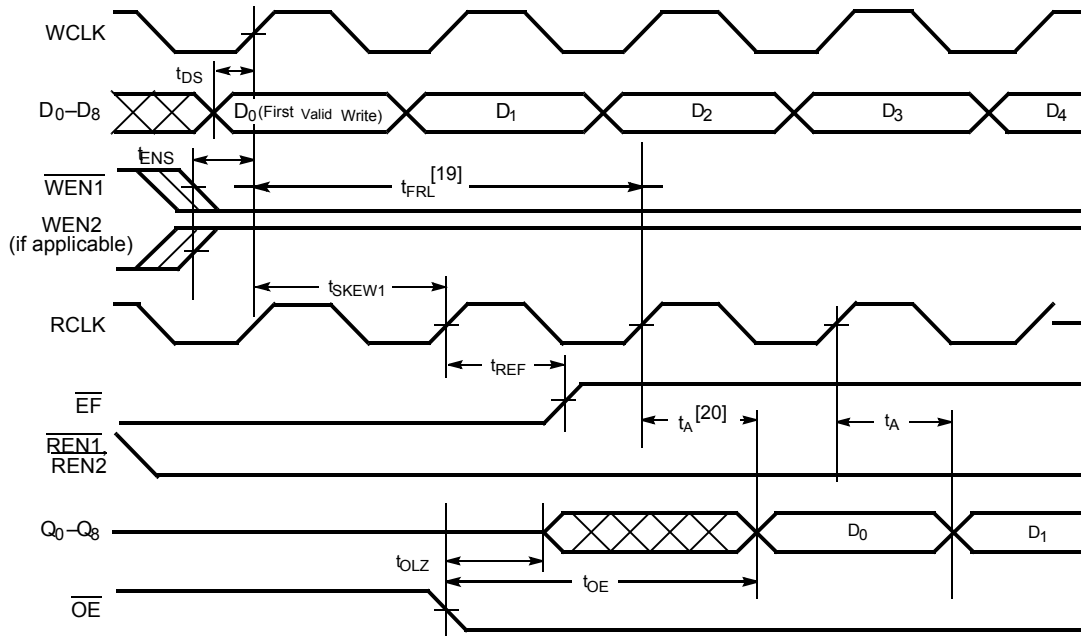 WCLK
tDS
D0–D8
D0 (First Valid Write)
D1
D2
D3
D4
tENS
WEN1
tFRL[19]
WEN2
(if applicable)
tSKEW1
RCLK
tREF
EF
tA[20]
tA
REN1,
REN2
Q0–Q8
D0
D1
tOLZ
tOE
OE